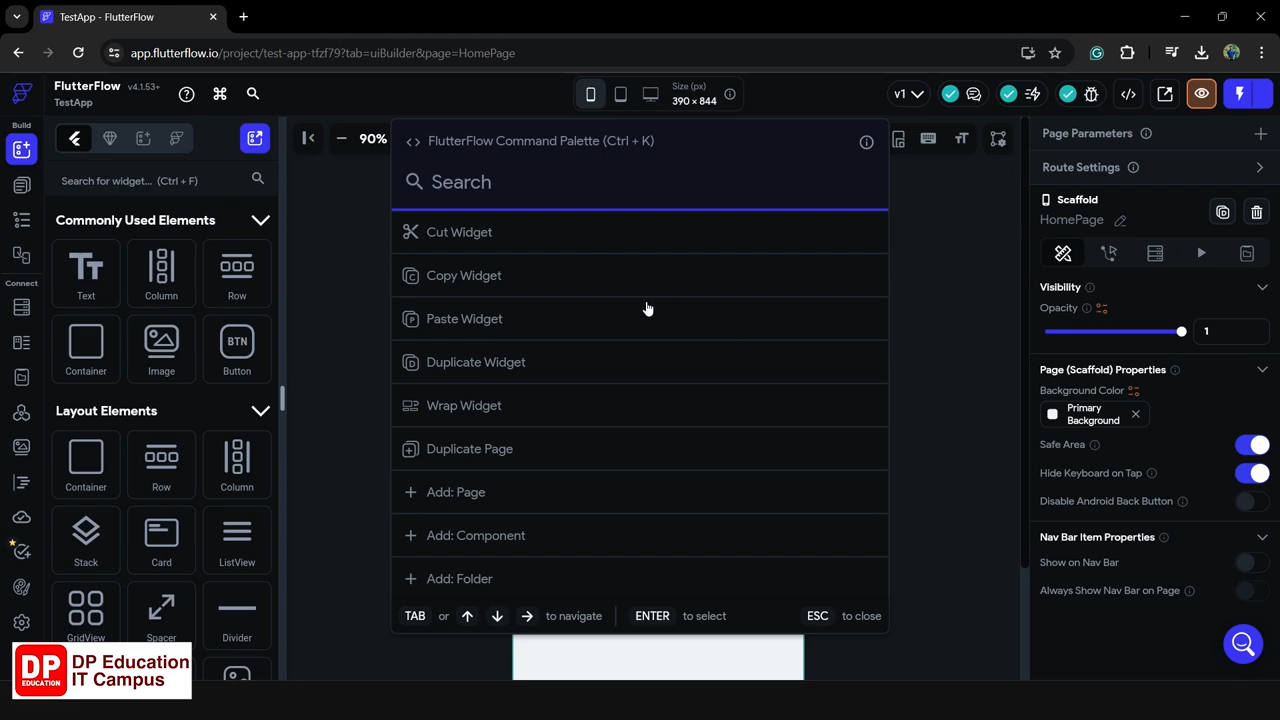 TestApp - FlutterFlow
app.flutterflow.io/project/test-app-tfzf79?tab=uiBuilder&page=HomePage
FlutterFlow v4.1.53+
TestApp
Size (px)
390 × 844
v1
Build
Connect
90%
Search for widget... (Ctrl + F)
Commonly Used Elements
Text
Column
Row
Container
Image
BTN
Button
Layout Elements
Container
Row
Column
Stack
Card
ListView
GridView
Spacer
Divider
FlutterFlow Command Palette (Ctrl + K)
Search
Cut Widget
Copy Widget
Paste Widget
Duplicate Widget
Wrap Widget
Duplicate Page
Add: Page
Add: Component
Add: Folder
TAB or to navigate ENTER to select ESC to close
Page Parameters
Route Settings
Scaffold
HomePage
Visibility
Opacity
1
Page (Scaffold) Properties
Background Color
Primary
Background
Safe Area
Hide Keyboard on Tap
Disable Android Back Button
Nav Bar Item Properties
Show on Nav Bar
Always Show Nav Bar on Page
DP
EDUCATION
DP Education
IT Campus